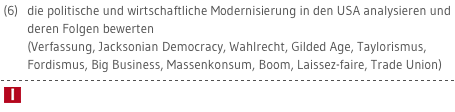 (6) die politische und wirtschaftliche Modernisierung in den USA analysieren und
deren Folgen bewerten
(Verfassung, Jacksonian Democracy, Wahlrecht, Gilded Age, Taylorismus,
Fordismus, Big Business, Massenkonsum, Boom, Laissez-faire, Trade Union)
I